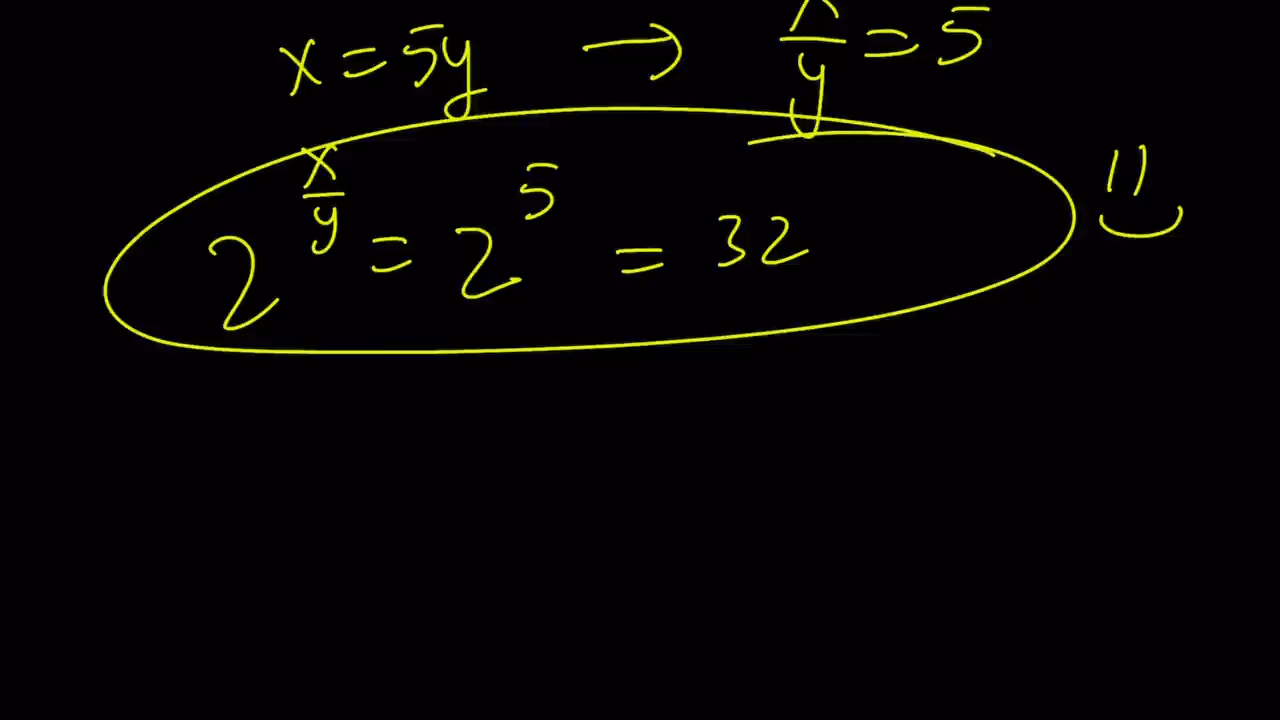 x = 5y → x/y = 5
2^(x/y) = 2^5 = 32